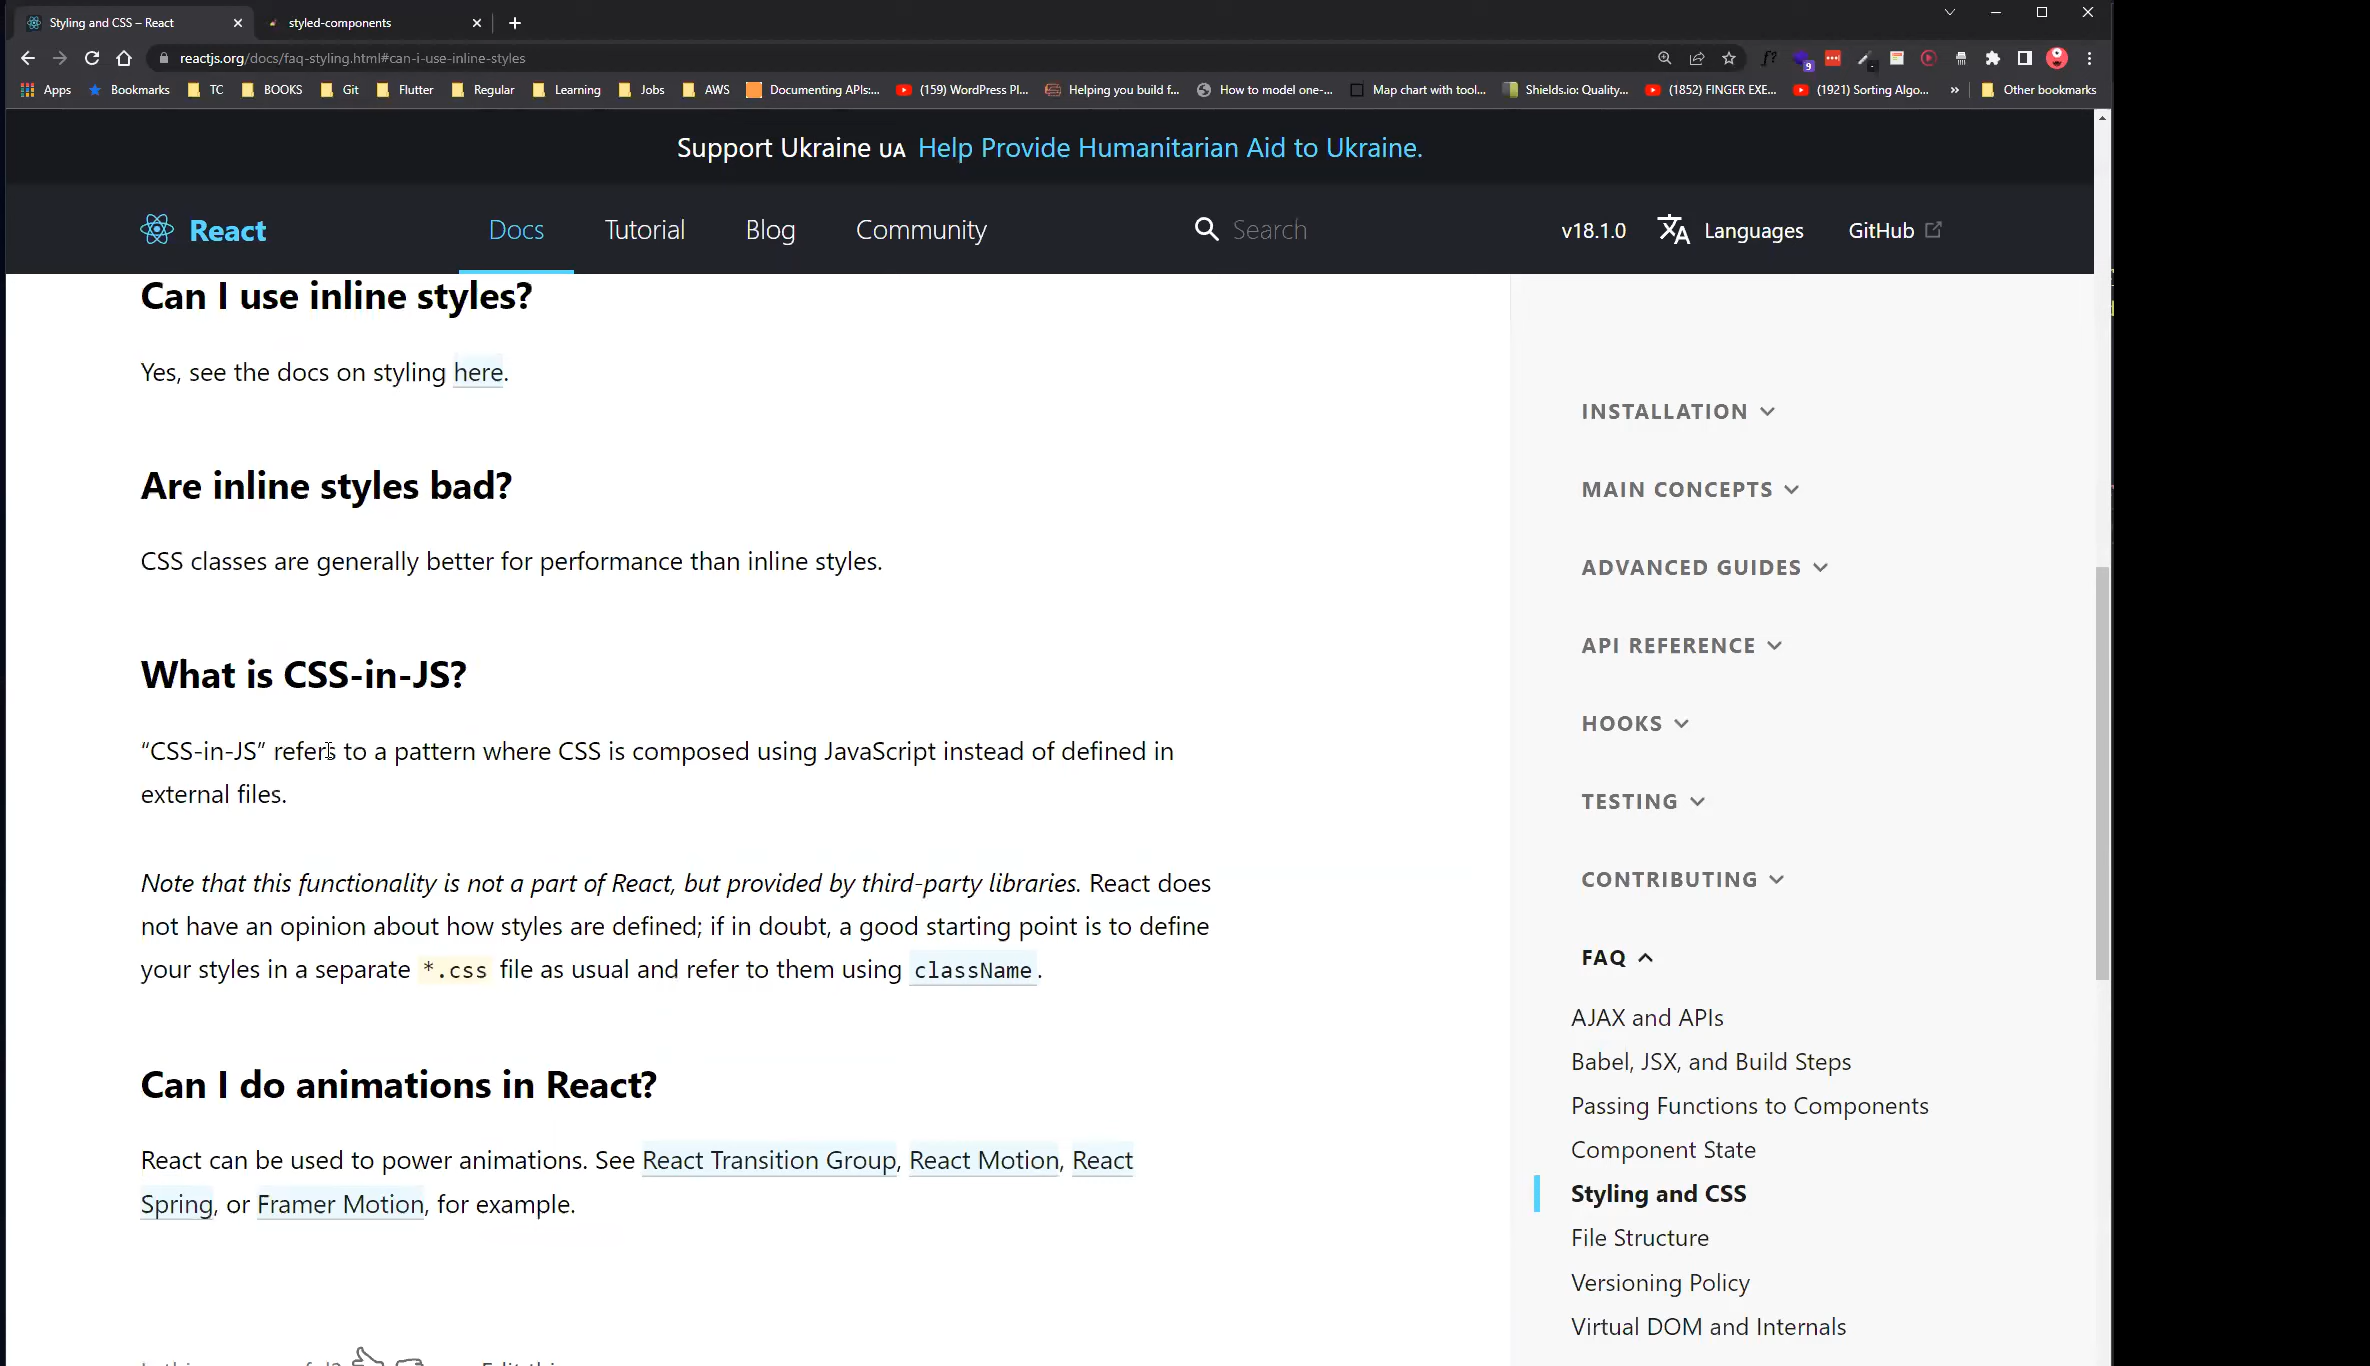 Styling and CSS – React
styled-components
reactjs.org/docs/faq-styling.html#can-i-use-inline-styles
9
Apps Bookmarks TC BOOKS Git Flutter Regular Learning Jobs AWS Documenting APIs:... (159) WordPress Pl... Helping you build f... How to model one-... Map chart with tool... Shields.io: Quality... (1852) FINGER EXE... (1921) Sorting Algo... » Other bookmarks
Support Ukraine UA Help Provide Humanitarian Aid to Ukraine.
React Docs Tutorial Blog Community Search v18.1.0 Languages GitHub
Can I use inline styles?
Yes, see the docs on styling here.
Are inline styles bad?
CSS classes are generally better for performance than inline styles.
What is CSS-in-JS?
“CSS-in-JS” refers to a pattern where CSS is composed using JavaScript instead of defined in
external files.
Note that this functionality is not a part of React, but provided by third-party libraries. React does
not have an opinion about how styles are defined; if in doubt, a good starting point is to define
your styles in a separate *.css file as usual and refer to them using className.
Can I do animations in React?
React can be used to power animations. See React Transition Group, React Motion, React
Spring, or Framer Motion, for example.
INSTALLATION
MAIN CONCEPTS
ADVANCED GUIDES
API REFERENCE
HOOKS
TESTING
CONTRIBUTING
FAQ
AJAX and APIs
Babel, JSX, and Build Steps
Passing Functions to Components
Component State
Styling and CSS
File Structure
Versioning Policy
Virtual DOM and Internals